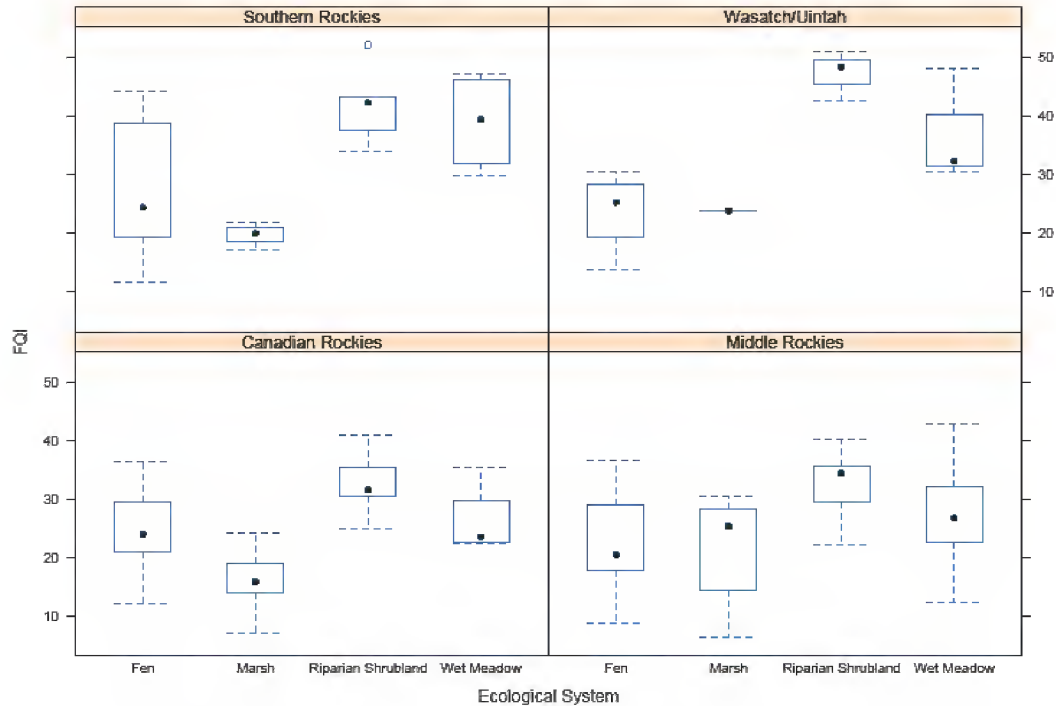 Southern Rockies
Wasatch/Uintah
50
40
30
20
10
FQI
Canadian Rockies
Middle Rockies
50
40
30
20
10
Fen
Marsh
Riparian Shrubland
Wet Meadow
Fen
Marsh
Riparian Shrubland
Wet Meadow
Ecological System